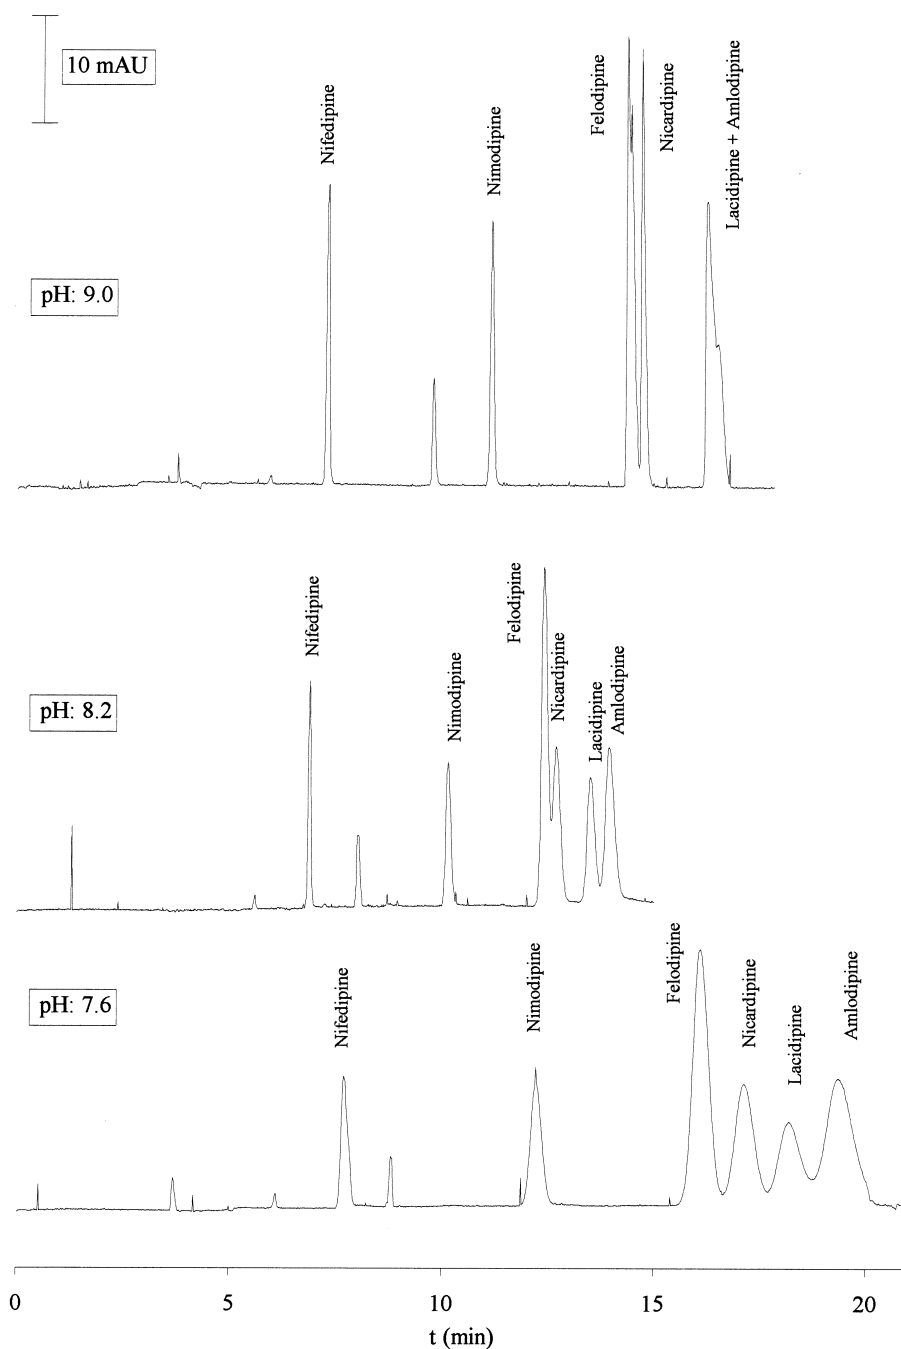 10 mAU
Nifedipine
Nimodipine
Felodipine
Nicardipine
Lacidipine + Amlodipine
pH: 9.0
Nifedipine
Nimodipine
Felodipine
Nicardipine
Lacidipine
Amlodipine
pH: 8.2
Nifedipine
Nimodipine
Felodipine
Nicardipine
Lacidipine
Amlodipine
pH: 7.6
0 5 10 15 20
t (min)